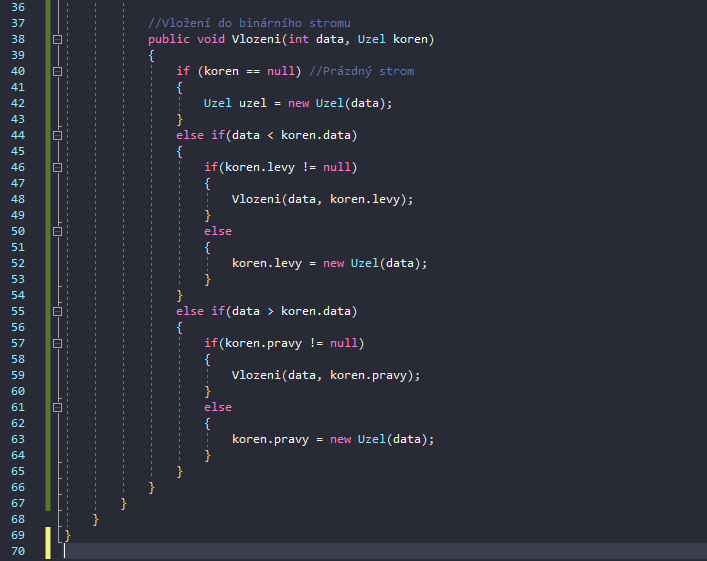 36
37 //Vložení do binárního stromu
38 public void Vlozeni(int data, Uzel koren)
39 {
40 if (koren == null) //Prázdný strom
41 {
42 Uzel uzel = new Uzel(data);
43 }
44 else if(data < koren.data)
45 {
46 if(koren.levy != null)
47 {
48 Vlozeni(data, koren.levy);
49 }
50 else
51 {
52 koren.levy = new Uzel(data);
53 }
54 }
55 else if(data > koren.data)
56 {
57 if(koren.pravy != null)
58 {
59 Vlozeni(data, koren.pravy);
60 }
61 else
62 {
63 koren.pravy = new Uzel(data);
64 }
65 }
66 }
67 }
68 }
69 }
70